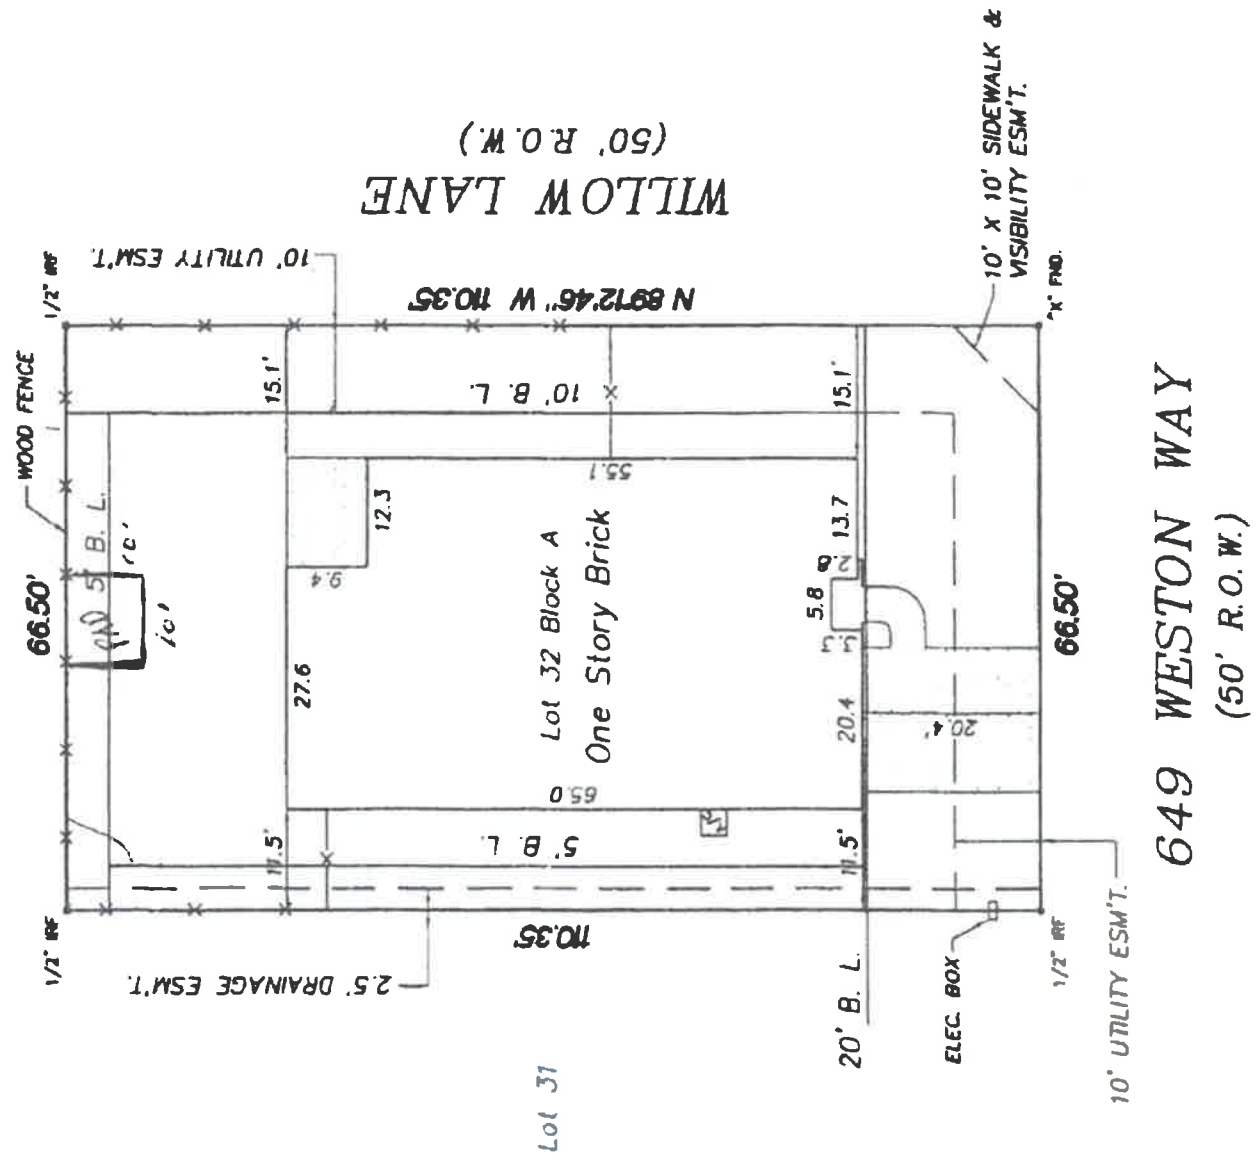 WILLOW LANE
(50' R.O.W.)
10' X 10' SIDEWALK &
VISIBILITY ESM'T.
1/2" IRF
10' UTILITY ESM'T.
N 89°12'46" W 110.35'
"X" FND.
WOOD FENCE
66.50'
5' B. L.
10'
10'
15.1'
10' B. L.
15.1'
12.3
9.4
55.1
13.7
2.8
5.8
27.6
Lot 32 Block A
One Story Brick
20.4
65.0
20.4'
66.50'
11.5'
5' B. L.
11.5'
1/2" IRF
110.35'
2.5' DRAINAGE ESM'T.
20' B. L.
ELEC. BOX
1/2" IRF
10' UTILITY ESM'T.
Lot 31
649 WESTON WAY
(50' R.O.W.)